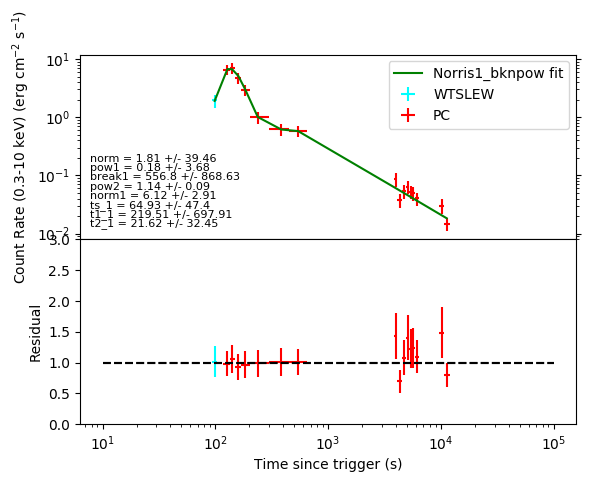 Count Rate (0.3-10 keV) (erg cm⁻² s⁻¹)
10¹
10⁰
10⁻¹
10⁻²
Norris1_bknpow fit
WTSLEW
PC
norm = 1.81 +/- 39.46
pow1 = 0.18 +/- 3.68
break1 = 556.8 +/- 868.63
pow2 = 1.14 +/- 0.09
norm1 = 6.12 +/- 2.91
ts_1 = 64.93 +/- 47.4
t1_1 = 219.51 +/- 697.91
t2_1 = 21.62 +/- 32.45
Residual
3.0
2.5
2.0
1.5
1.0
0.5
0.0
10¹ 10² 10³ 10⁴ 10⁵
Time since trigger (s)